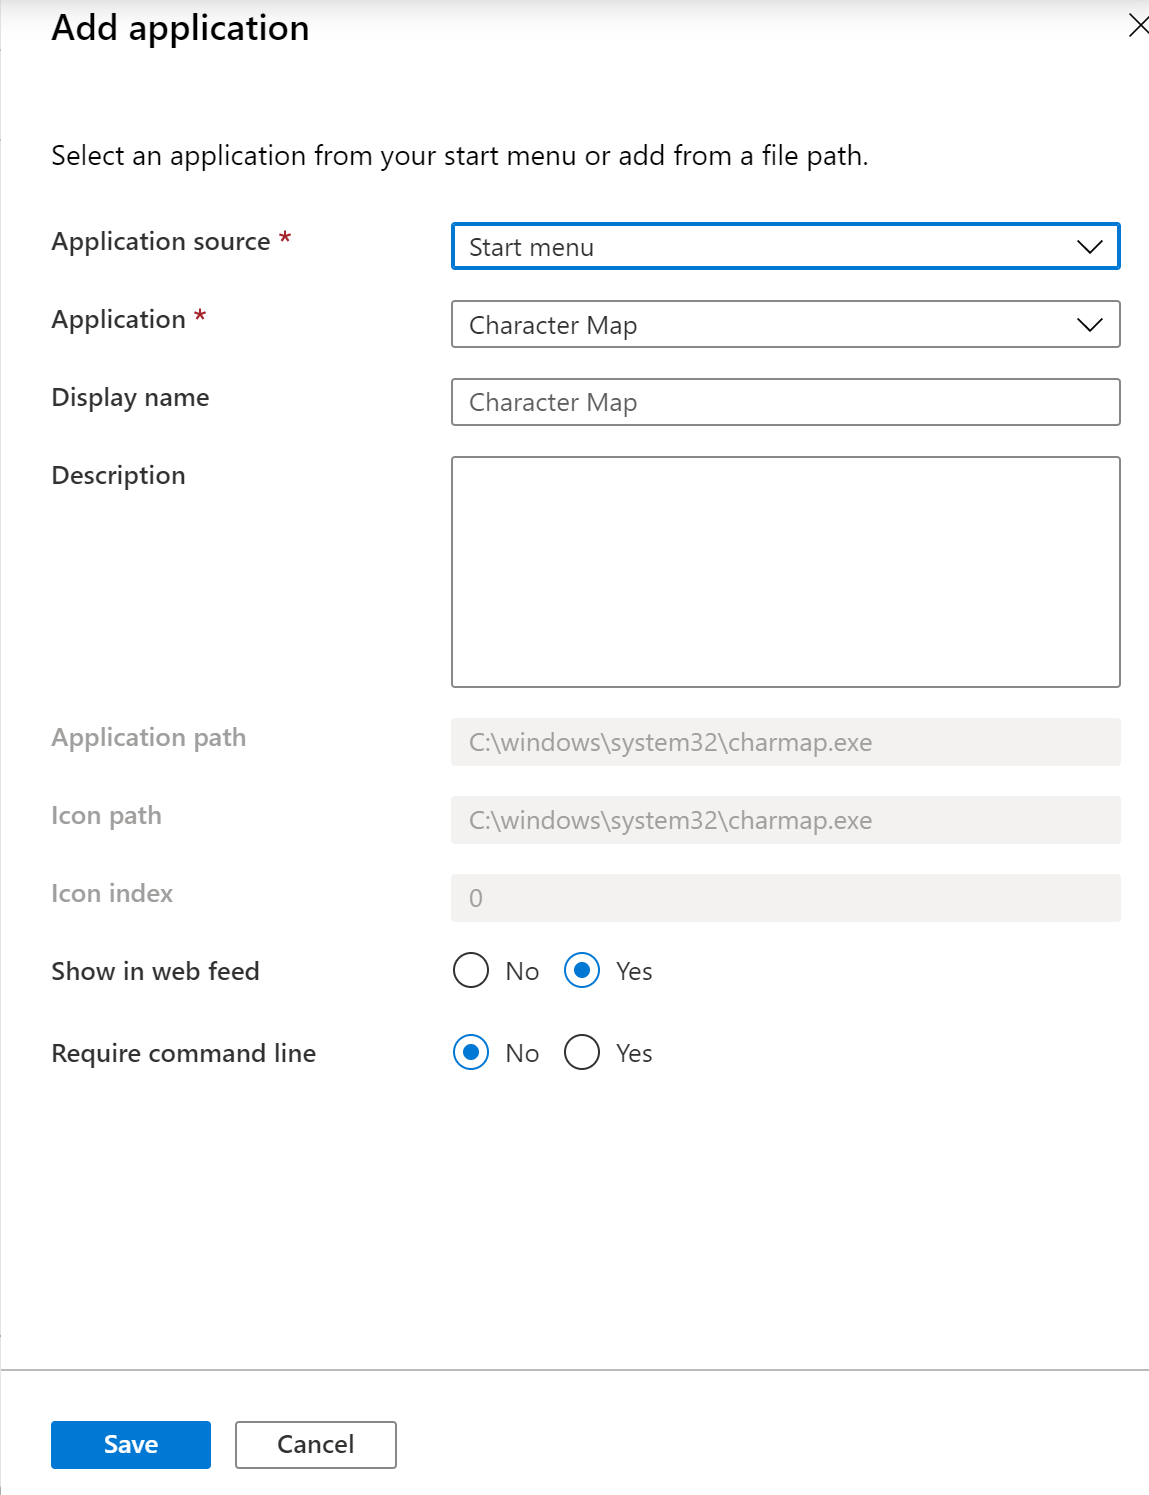 Add application
Select an application from your start menu or add from a file path.
Application source *
Start menu
Application *
Character Map
Display name
Character Map
Description
Application path
C:\windows\system32\charmap.exe
Icon path
C:\windows\system32\charmap.exe
Icon index
0
Show in web feed
No Yes
Require command line
No Yes
Save Cancel